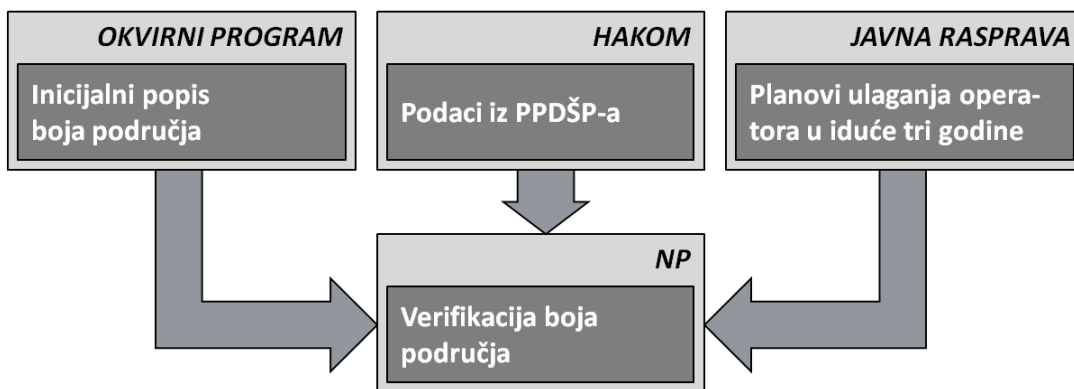 OKVIRNI PROGRAM
Inicijalni popis
boja područja
HAKOM
Podaci iz PPDŠP-a
JAVNA RASPRAVA
Planovi ulaganja opera-
tora u iduće tri godine
NP
Verifikacija boja
područja